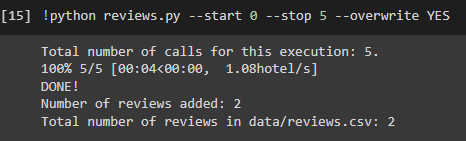 [15] !python reviews.py --start 0 --stop 5 --overwrite YES
Total number of calls for this execution: 5.
100% 5/5 [00:04<00:00, 1.08hotel/s]
DONE!
Number of reviews added: 2
Total number of reviews in data/reviews.csv: 2